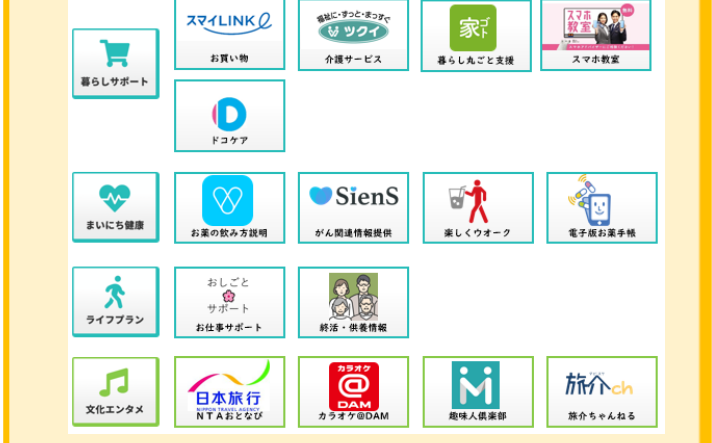 スマイLINK
お買い物
福祉に・ずっと・まっすぐ
ツクイ
介護サービス
家ゴト
暮らし丸ごと支援
スマホ
教室
無料
スマホ教室
暮らしサポート
ドコケア
まいにち健康
お薬の飲み方説明
SienS
がん関連情報提供
楽しくウオーク
電子版お薬手帳
ライフプラン
おしごと
サポート
お仕事サポート
終活・供養情報
文化エンタメ
日本旅行
NIPPON TRAVEL AGENCY
NTAおとなび
カラオケ
@
DAM
カラオケ@DAM
趣味人倶楽部
旅介ch
旅介ちゃんねる